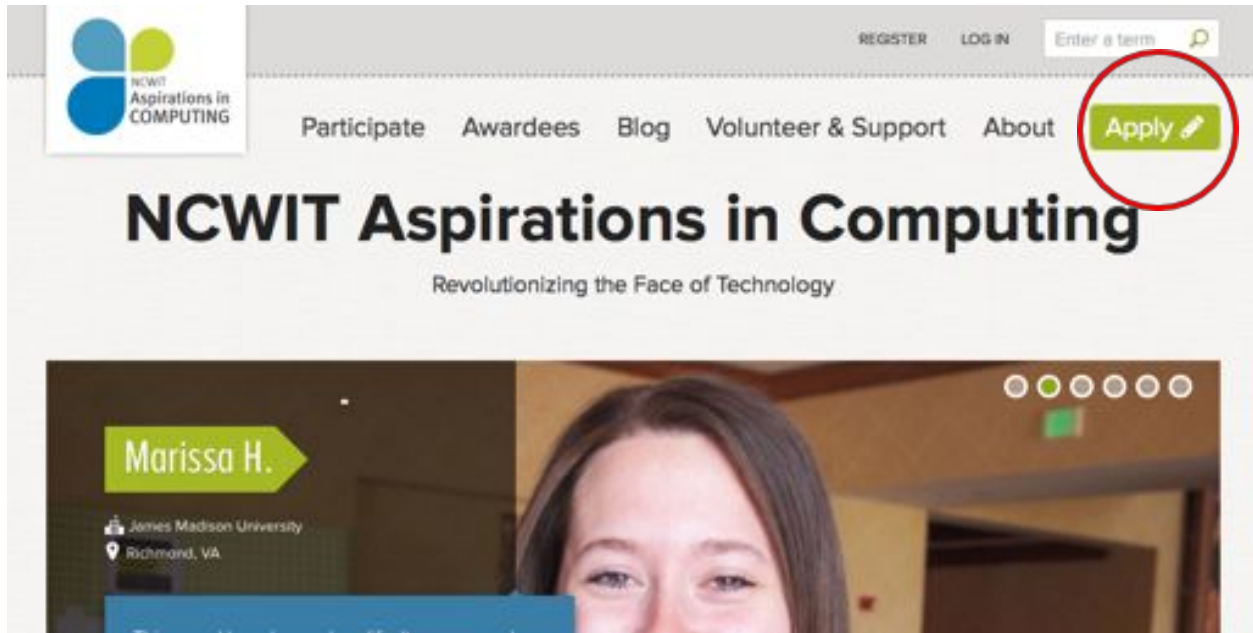 REGISTER LOG IN Enter a term
NCWIT
Aspirations in
COMPUTING
Participate Awardees Blog Volunteer & Support About Apply
NCWIT Aspirations in Computing
Revolutionizing the Face of Technology
Marissa H.
James Madison University
Richmond, VA